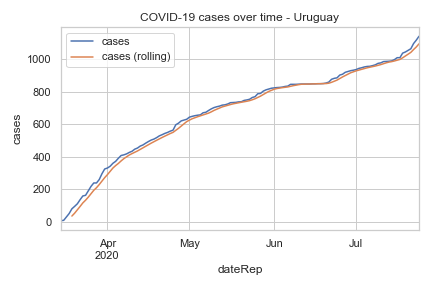 COVID-19 cases over time - Uruguay
cases
cases (rolling)
1000
800
600
400
200
0
cases
Apr
2020
May
Jun
Jul
dateRep